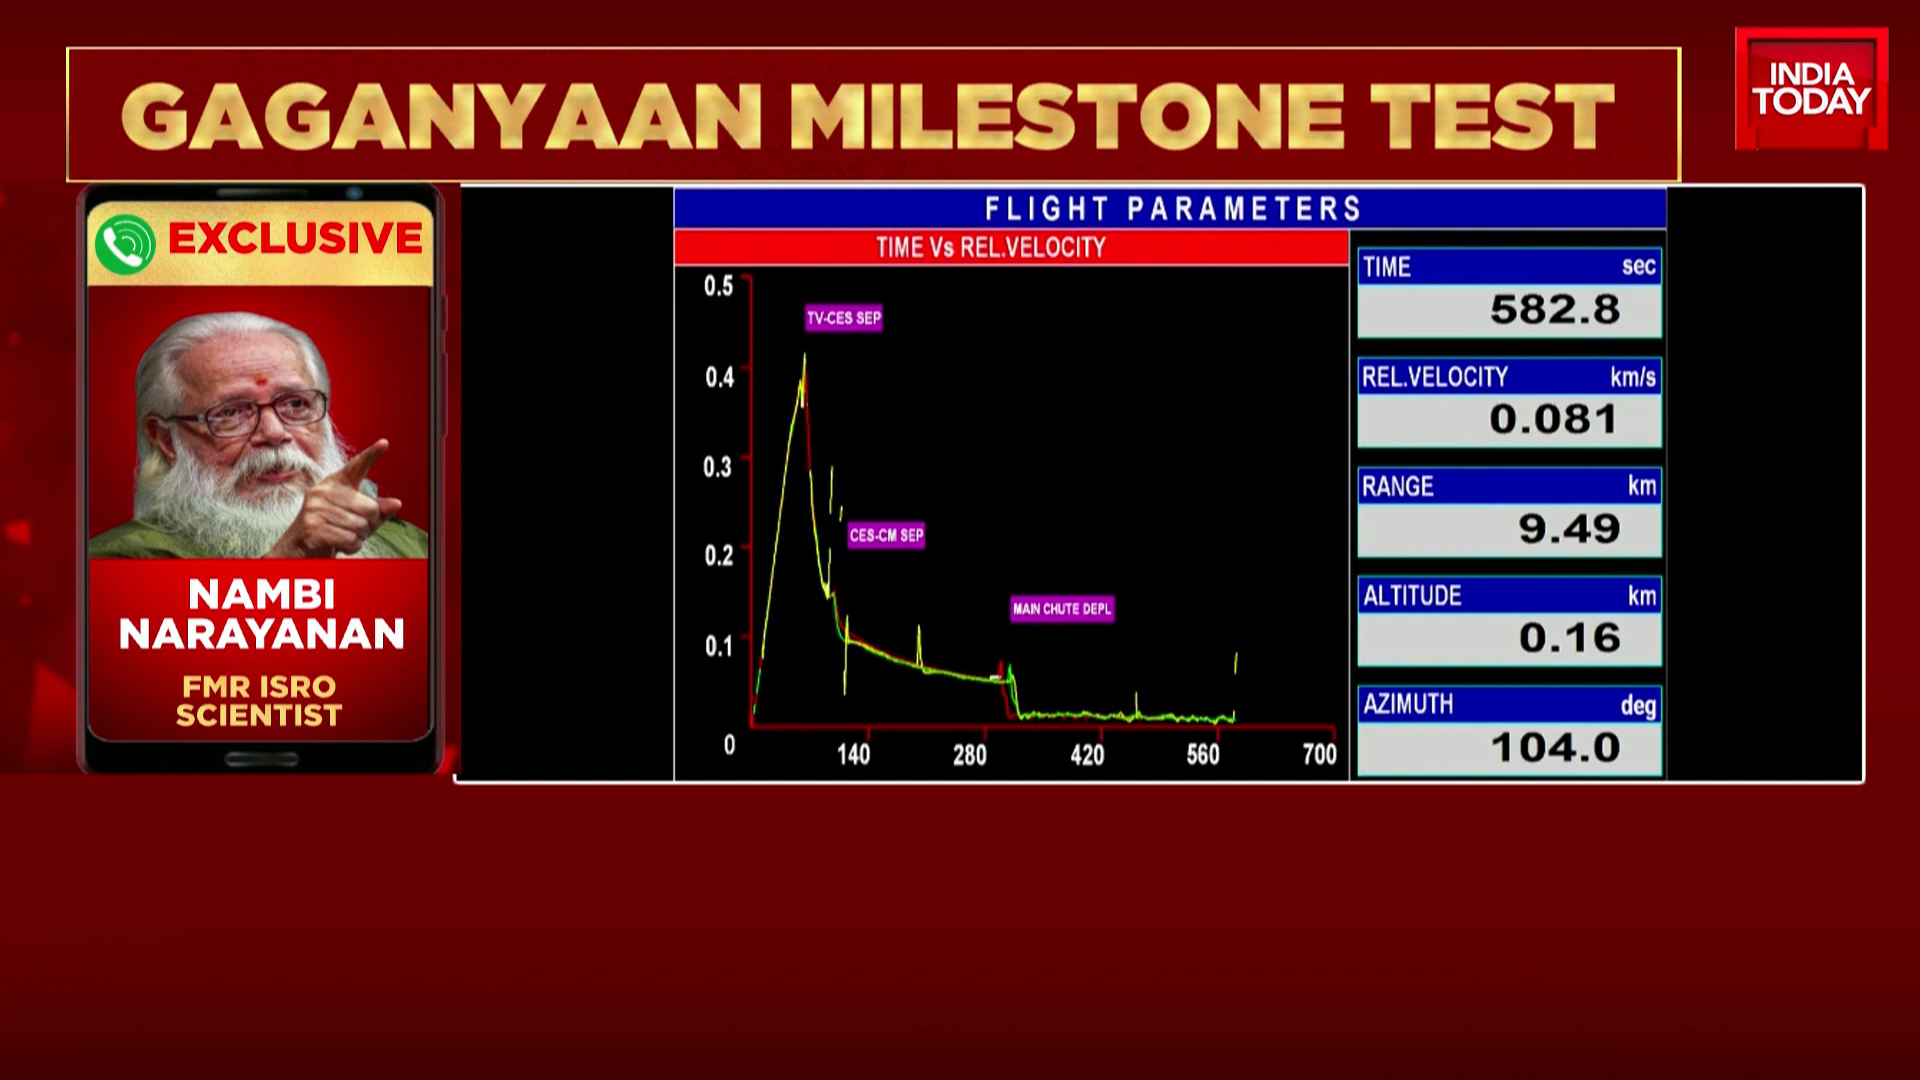 GAGANYAAN MILESTONE TEST
INDIA
TODAY
EXCLUSIVE
NAMBI
NARAYANAN
FMR ISRO
SCIENTIST
FLIGHT PARAMETERS
TIME Vs REL.VELOCITY
0.5
0.4
0.3
0.2
0.1
0
140
280
420
560
700
TV-CES SEP
CES-CM SEP
MAIN CHUTE DEPL
TIME sec
582.8
REL.VELOCITY km/s
0.081
RANGE km
9.49
ALTITUDE km
0.16
AZIMUTH deg
104.0